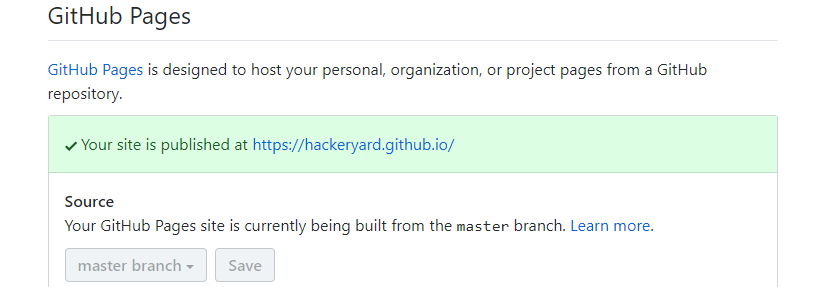 GitHub Pages
GitHub Pages is designed to host your personal, organization, or project pages from a GitHub
repository.
Your site is published at https://hackeryard.github.io/
Source
Your GitHub Pages site is currently being built from the master branch. Learn more.
master branch
Save